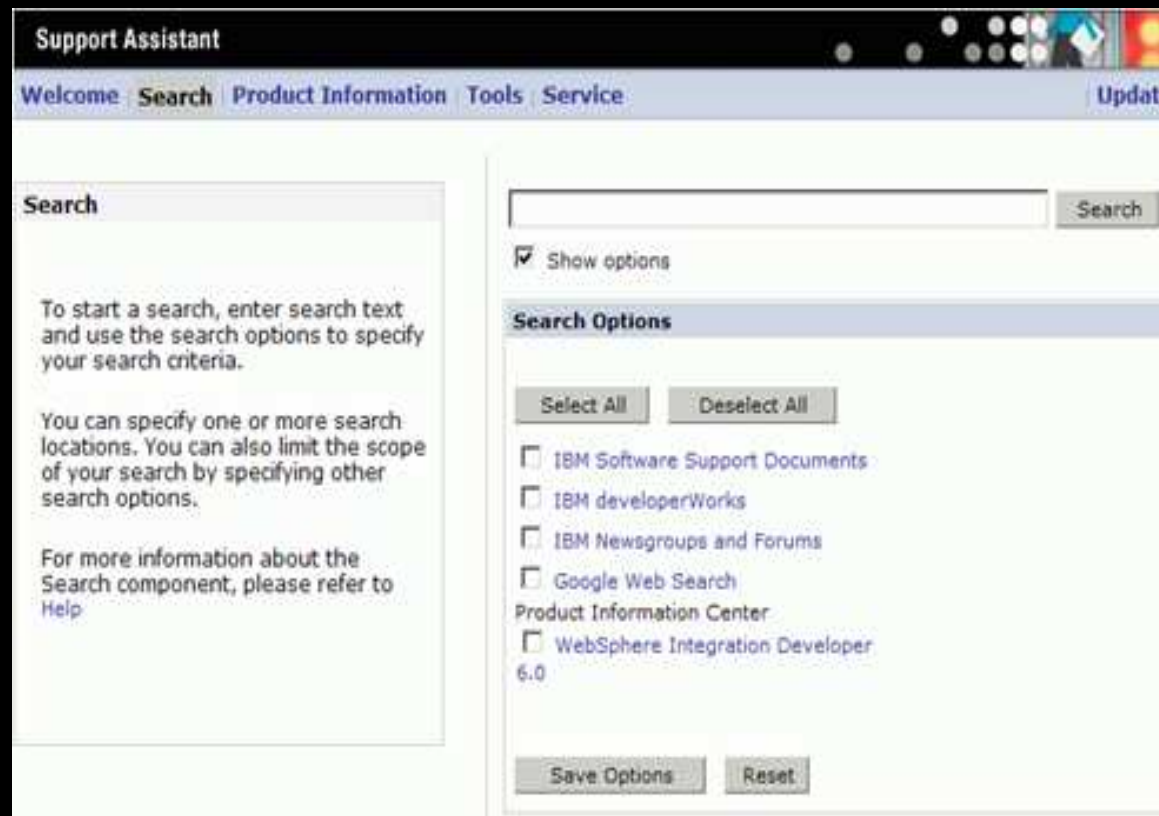 Support Assistant
Welcome Search Product Information Tools Service Updat
Search
To start a search, enter search text
and use the search options to specify
your search criteria.
You can specify one or more search
locations. You can also limit the scope
of your search by specifying other
search options.
For more information about the
Search component, please refer to
Help
Search
Show options
Search Options
Select All Deselect All
IBM Software Support Documents
IBM developerWorks
IBM Newsgroups and Forums
Google Web Search
Product Information Center
WebSphere Integration Developer
6.0
Save Options Reset